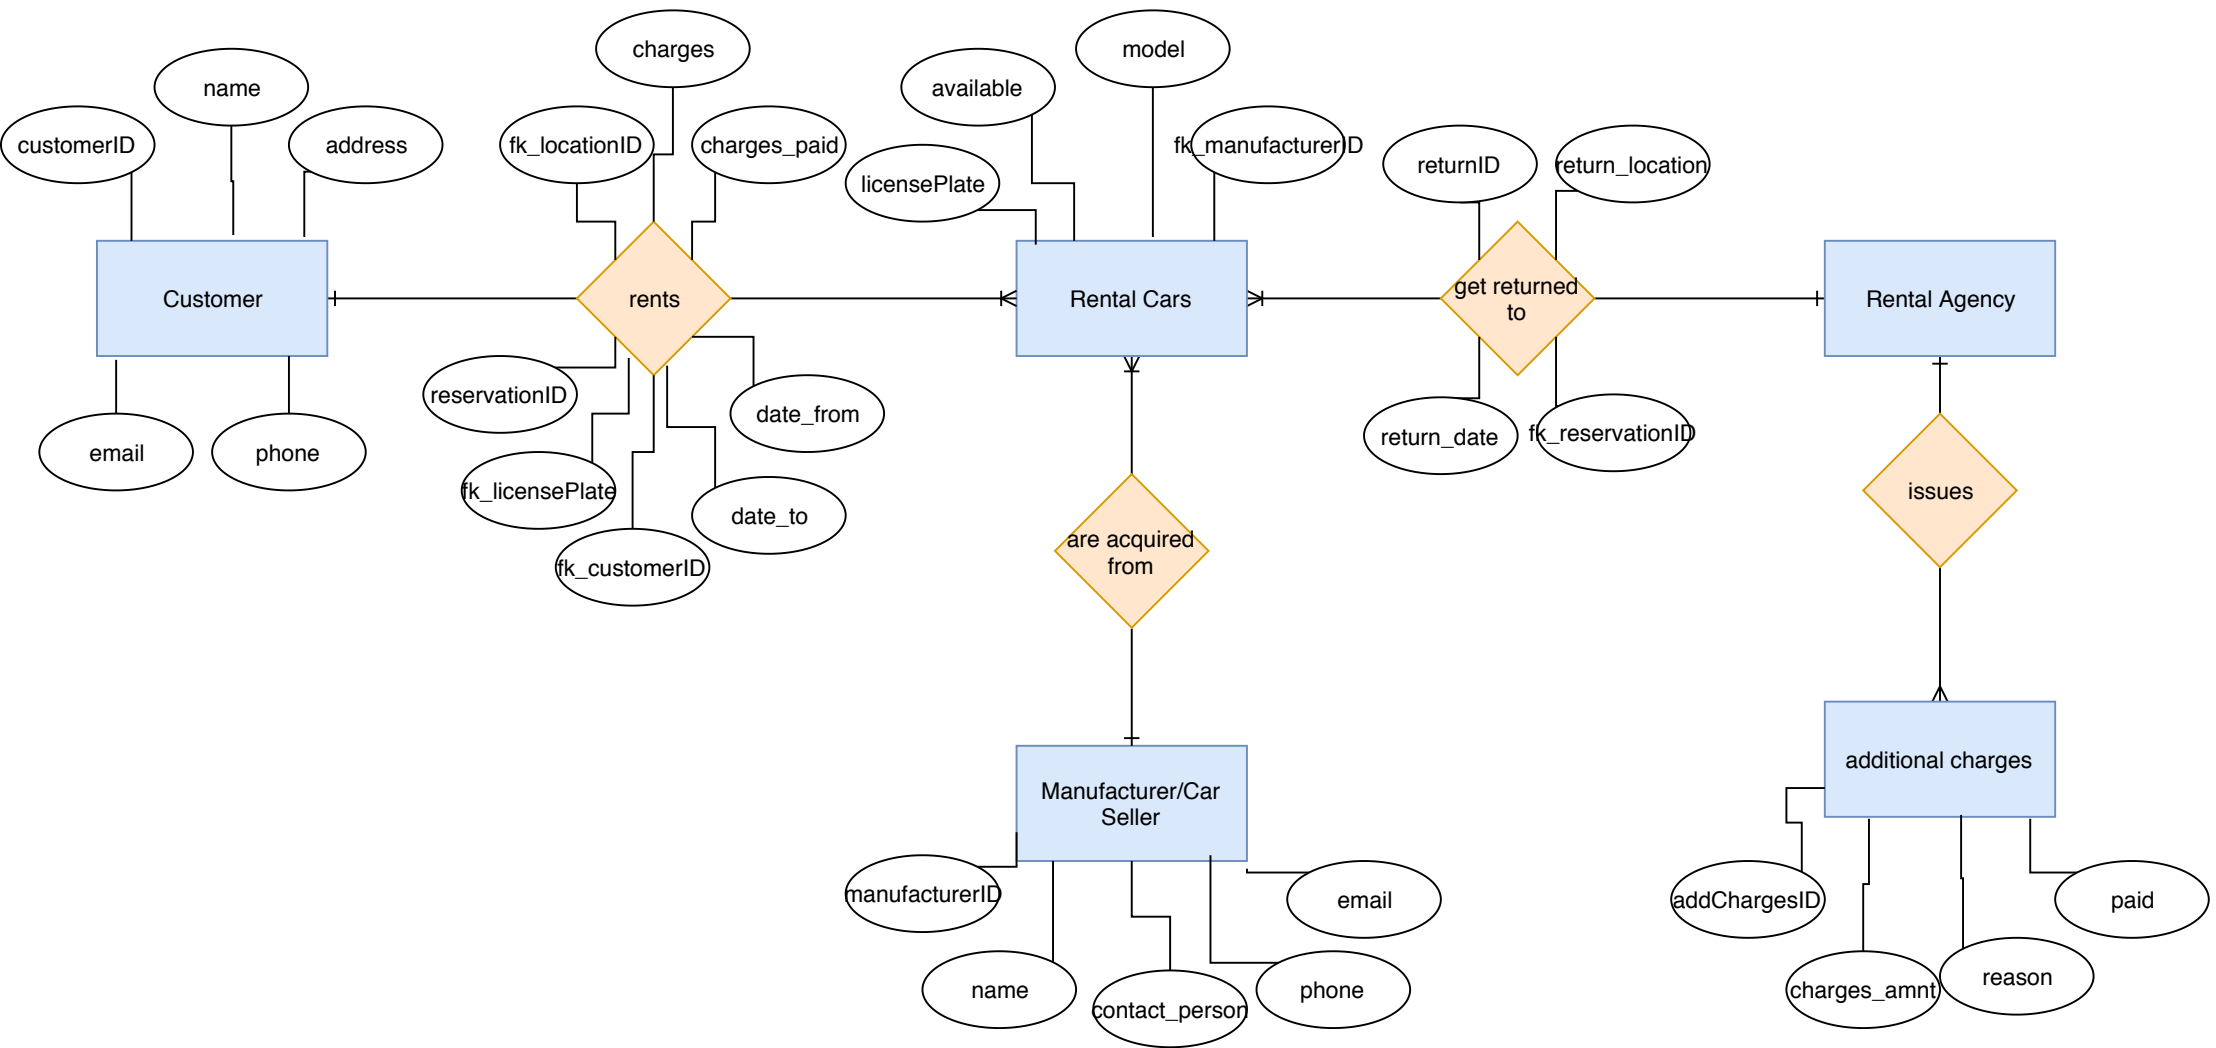 charges
model
name
available
customerID
address
fk_locationID
charges_paid
fk_manufacturerID
returnID
return_location
licensePlate
Customer
rents
Rental Cars
get returned
to
Rental Agency
reservationID
date_from
return_date
fk_reservationID
email
phone
fk_licensePlate
date_to
issues
fk_customerID
are acquired
from
additional charges
Manufacturer/Car
Seller
manufacturerID
email
addChargesID
paid
name
contact_person
phone
charges_amnt
reason